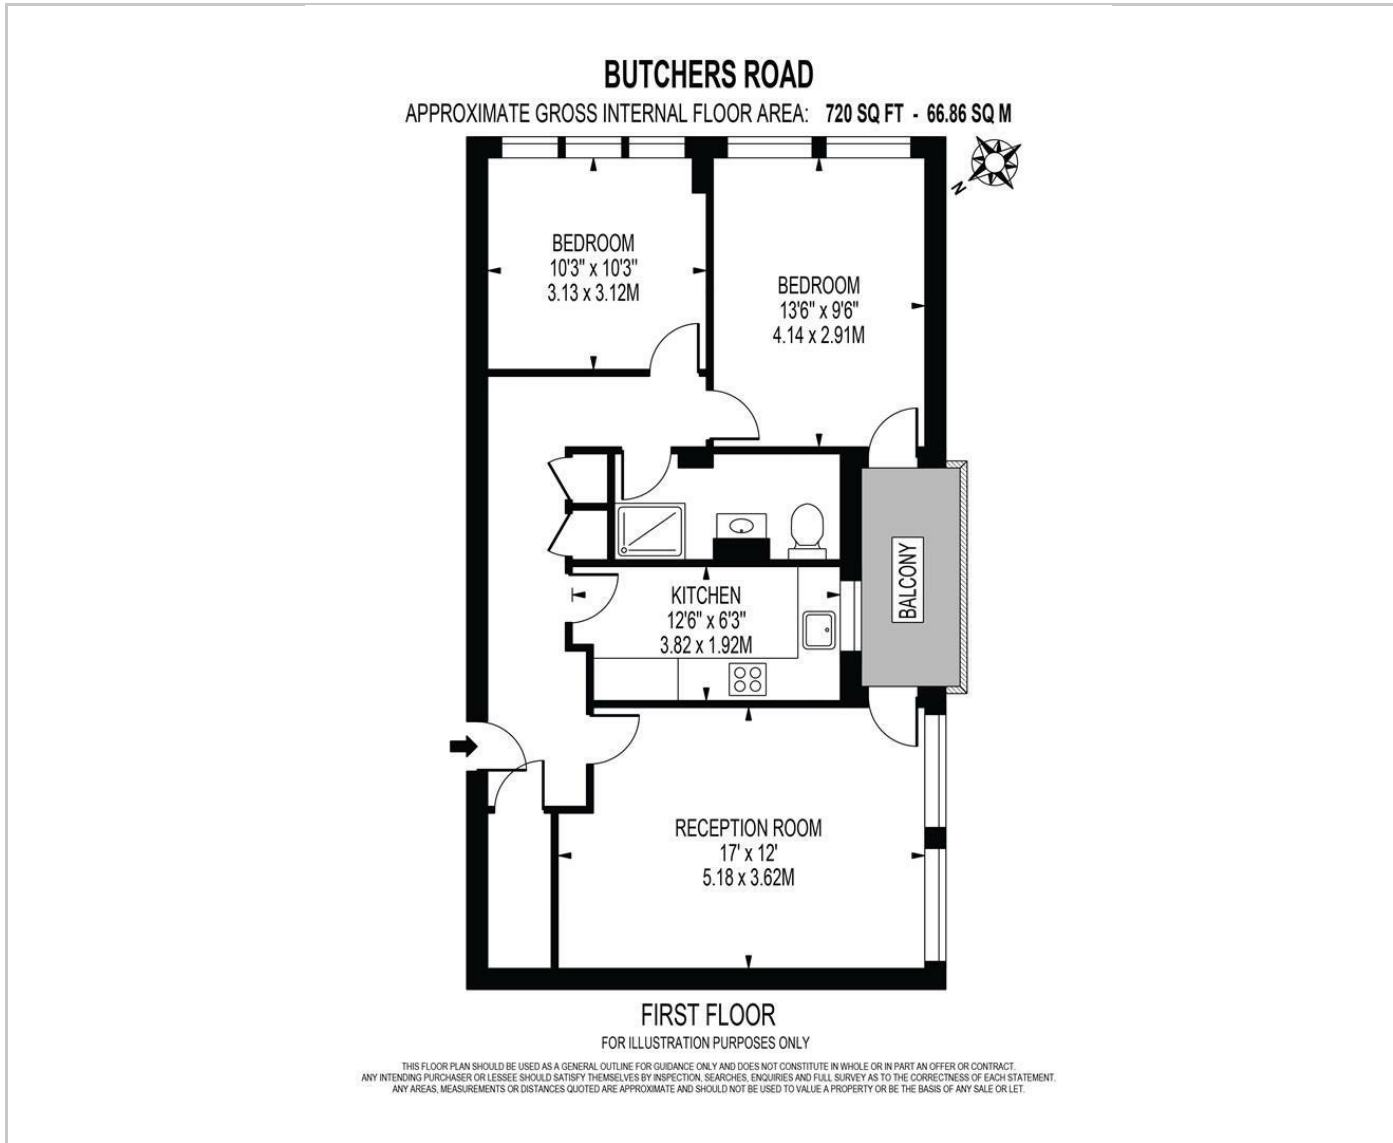 BUTCHERS ROAD
APPROXIMATE GROSS INTERNAL FLOOR AREA: 720 SQ FT - 66.86 SQ M
N
BEDROOM
10'3" x 10'3"
3.13 x 3.12M
BEDROOM
13'6" x 9'6"
4.14 x 2.91M
BALCONY
KITCHEN
12'6" x 6'3"
3.82 x 1.92M
RECEPTION ROOM
17' x 12'
5.18 x 3.62M
FIRST FLOOR
FOR ILLUSTRATION PURPOSES ONLY
THIS FLOOR PLAN SHOULD BE USED AS A GENERAL OUTLINE FOR GUIDANCE ONLY AND DOES NOT CONSTITUTE IN WHOLE OR IN PART AN OFFER OR CONTRACT.
ANY INTENDING PURCHASER OR LESSEE SHOULD SATISFY THEMSELVES BY INSPECTION, SEARCHES, ENQUIRIES AND FULL SURVEY AS TO THE CORRECTNESS OF EACH STATEMENT.
ANY AREAS, MEASUREMENTS OR DISTANCES QUOTED ARE APPROXIMATE AND SHOULD NOT BE USED TO VALUE A PROPERTY OR BE THE BASIS OF ANY SALE OR LET.